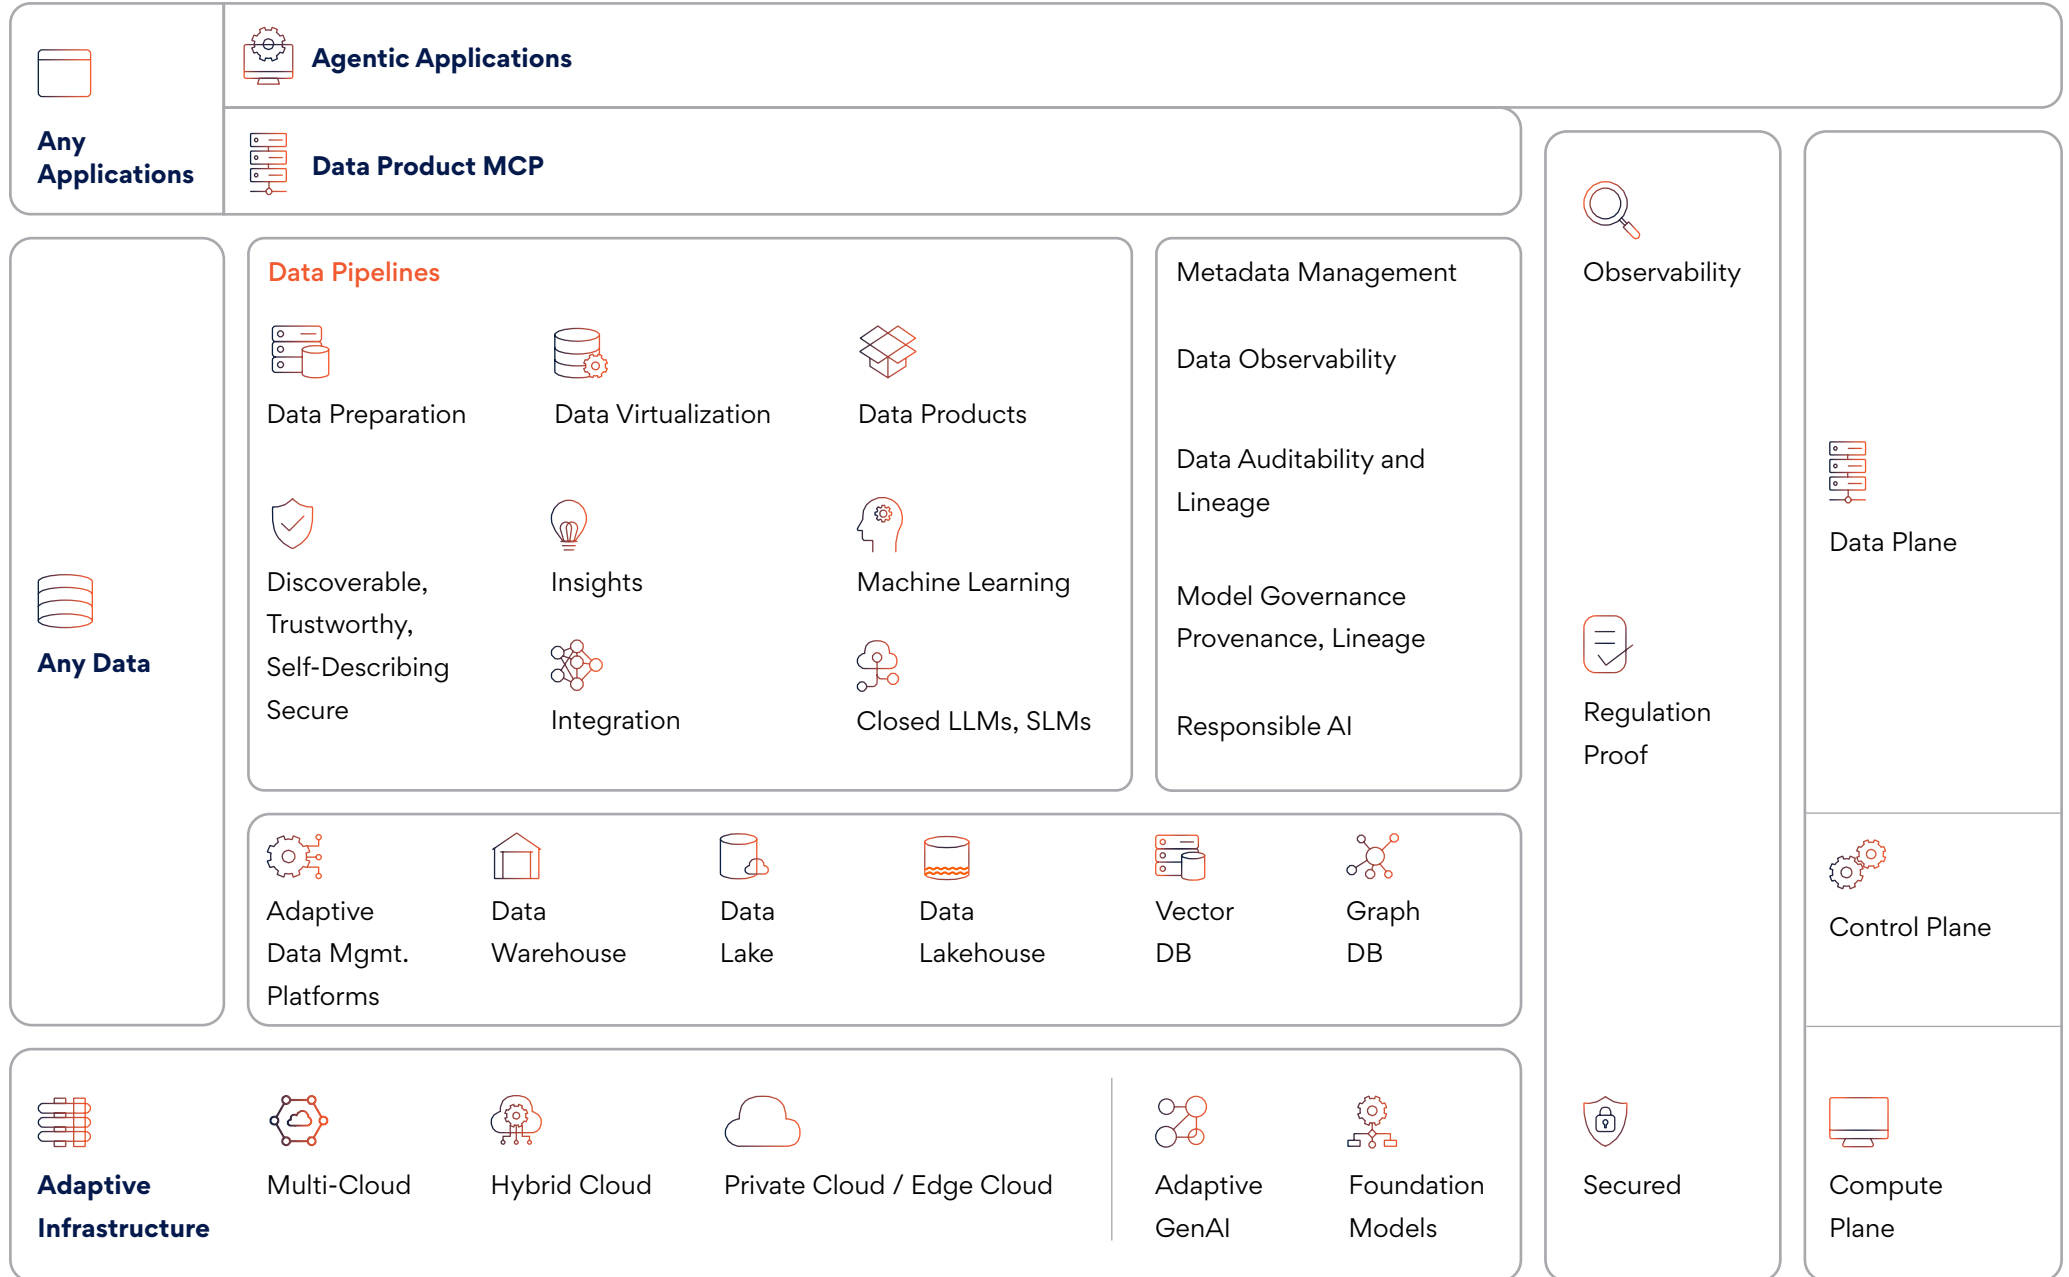 Any
Applications
Agentic Applications
Data Product MCP
Any Data
Data Pipelines
Data Preparation
Data Virtualization
Data Products
Discoverable,
Trustworthy,
Self-Describing
Secure
Insights
Machine Learning
Integration
Closed LLMs, SLMs
Metadata Management
Data Observability
Data Auditability and
Lineage
Model Governance
Provenance, Lineage
Responsible AI
Adaptive
Data Mgmt.
Platforms
Data
Warehouse
Data
Lake
Data
Lakehouse
Vector
DB
Graph
DB
Adaptive
Infrastructure
Multi-Cloud
Hybrid Cloud
Private Cloud / Edge Cloud
Adaptive
GenAI
Foundation
Models
Observability
Regulation
Proof
Secured
Data Plane
Control Plane
Compute
Plane